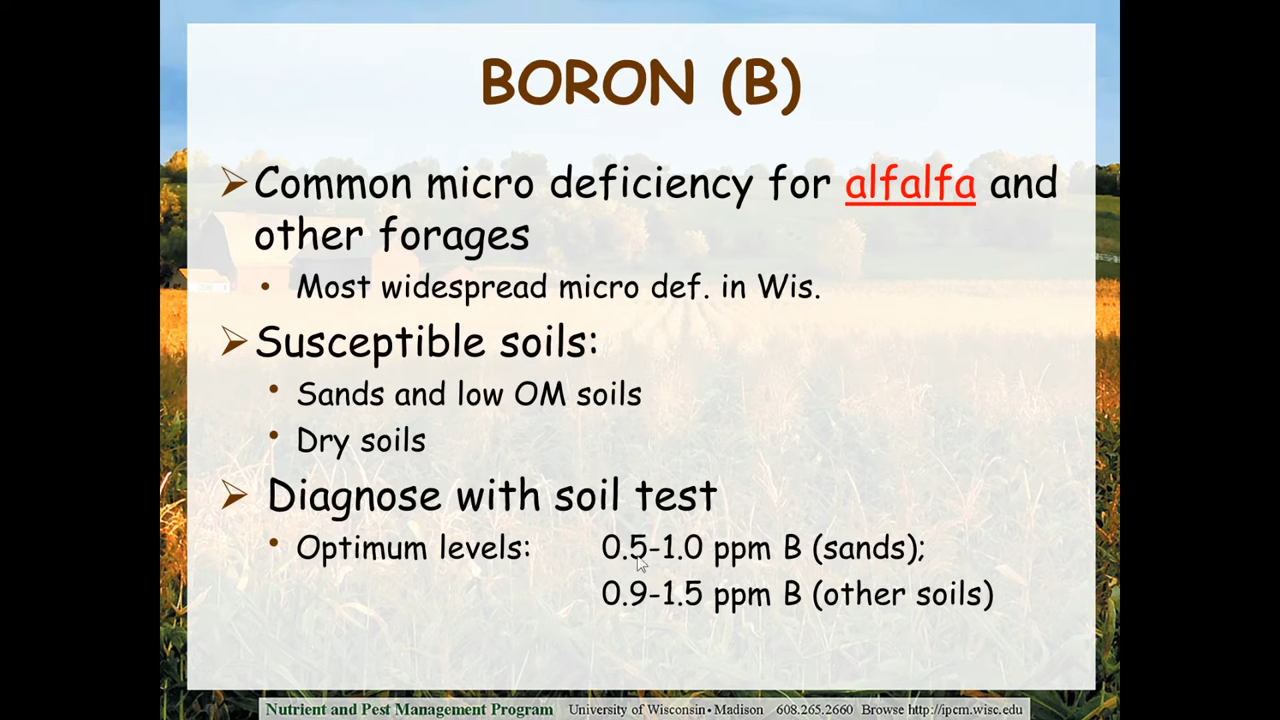 BORON (B)
➢Common micro deficiency for alfalfa and
other forages
• Most widespread micro def. in Wis.
➢Susceptible soils:
• Sands and low OM soils
• Dry soils
➢ Diagnose with soil test
• Optimum levels: 0.5-1.0 ppm B (sands);
0.9-1.5 ppm B (other soils)
Nutrient and Pest Management Program University of Wisconsin•Madison 608.265.2660 Browse http://ipcm.wisc.edu